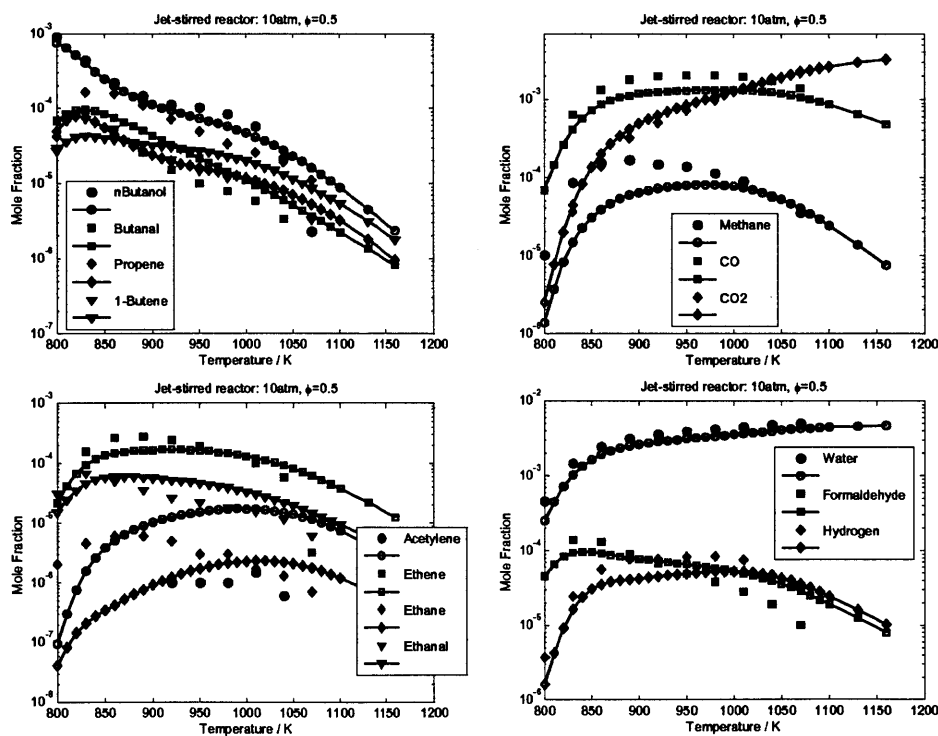 Jet-stirred reactor: 10atm, ϕ=0.5
10⁻³
10⁻⁴
10⁻⁵
10⁻⁶
10⁻⁷
Mole Fraction
nButanol
Butanal
Propene
1-Butene
800 850 900 950 1000 1050 1100 1150 1200
Temperature / K
Jet-stirred reactor: 10atm, ϕ=0.5
10⁻²
10⁻³
10⁻⁴
10⁻⁵
10⁻⁶
Mole Fraction
Methane
CO
CO2
800 850 900 950 1000 1050 1100 1150 1200
Temperature / K
Jet-stirred reactor: 10atm, ϕ=0.5
10⁻³
10⁻⁴
10⁻⁵
10⁻⁶
10⁻⁷
10⁻⁸
Mole Fraction
Acetylene
Ethene
Ethane
Ethanal
800 850 900 950 1000 1050 1100 1150 1200
Temperature / K
Jet-stirred reactor: 10atm, ϕ=0.5
10⁻²
10⁻³
10⁻⁴
10⁻⁵
10⁻⁶
Mole Fraction
Water
Formaldehyde
Hydrogen
800 850 900 950 1000 1050 1100 1150 1200
Temperature / K